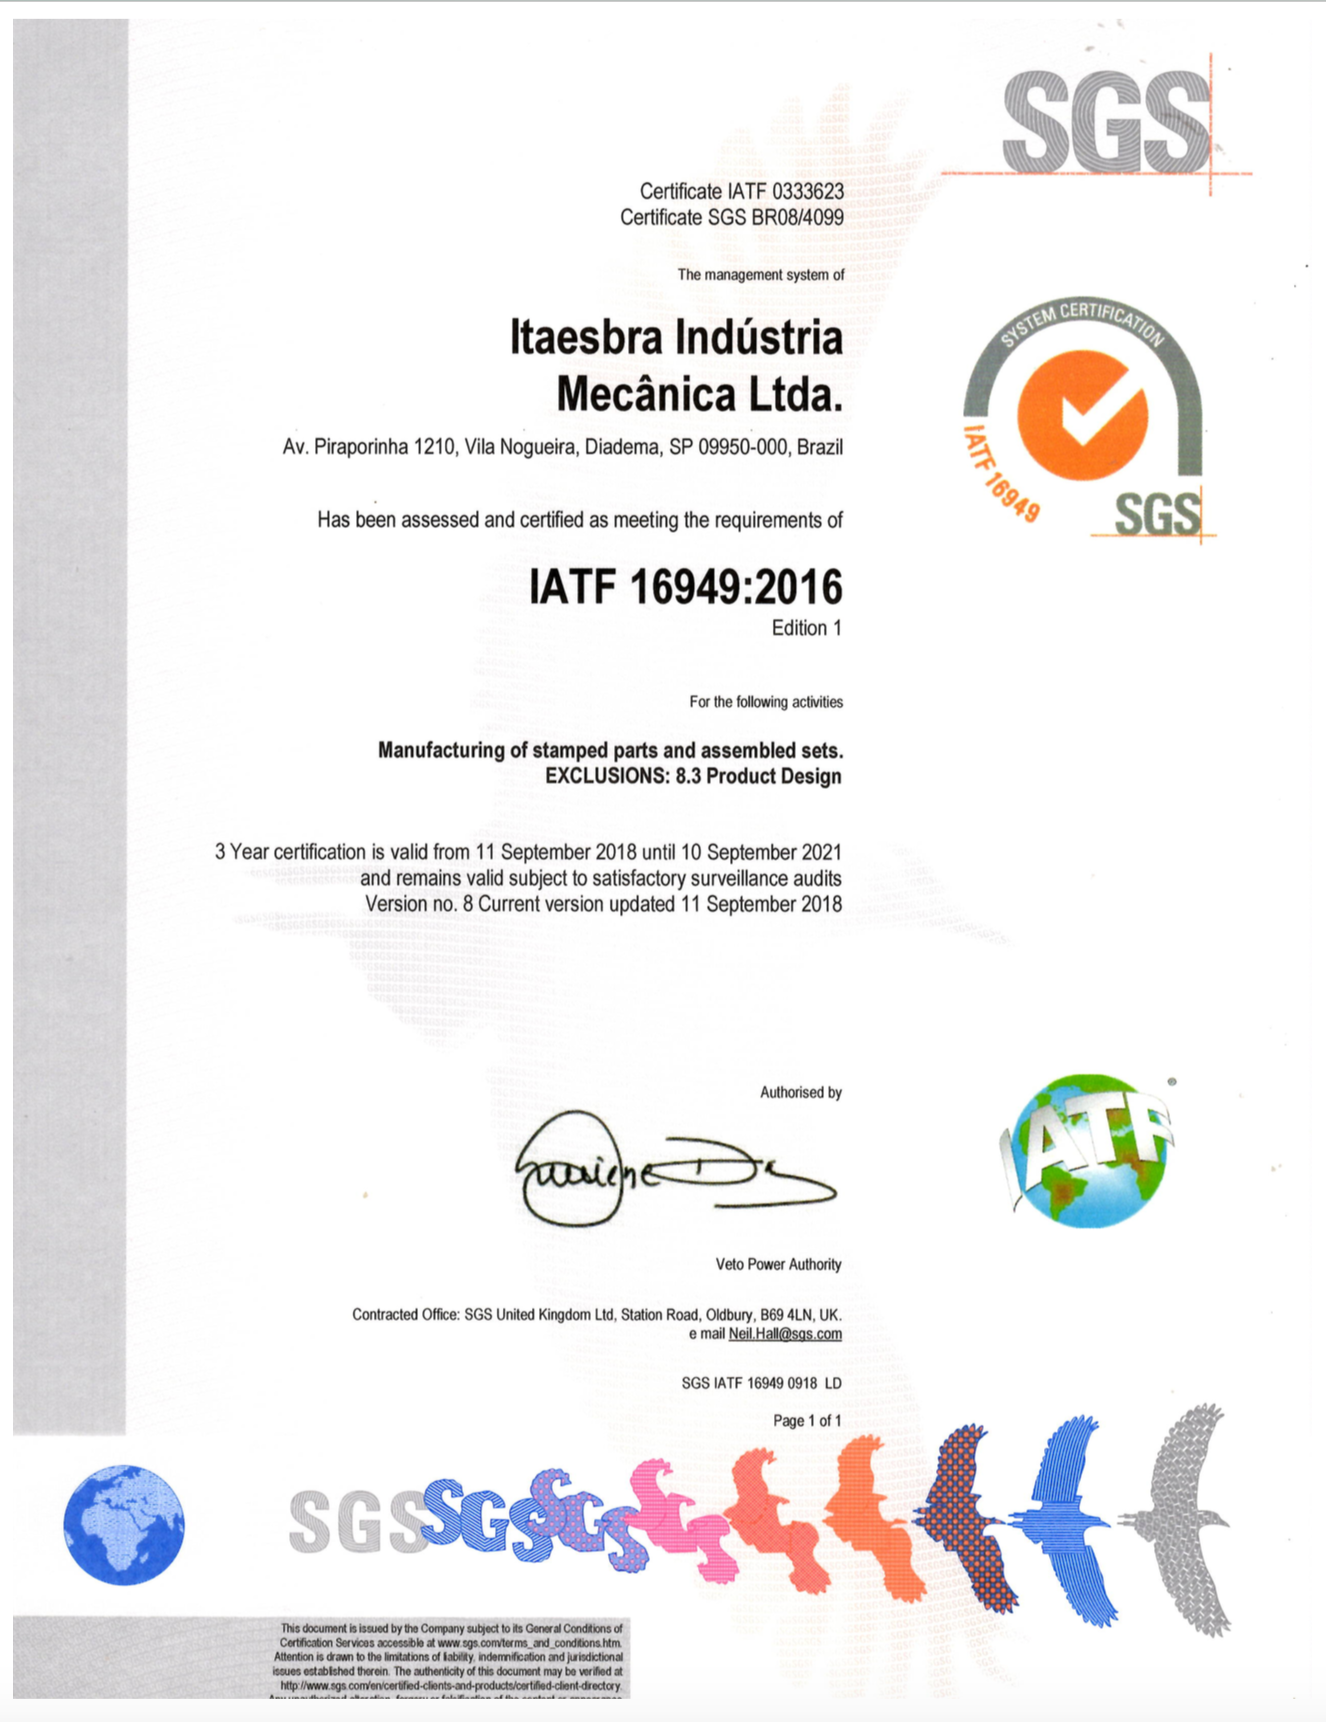 SGS
Certificate IATF 0333623
Certificate SGS BR08/4099
The management system of
Itaesbra Indústria
Mecânica Ltda.
Av. Piraporinha 1210, Vila Nogueira, Diadema, SP 09950-000, Brazil
SYSTEM CERTIFICATION
IATF 16949
SGS
Has been assessed and certified as meeting the requirements of
IATF 16949:2016
Edition 1
For the following activities
Manufacturing of stamped parts and assembled sets.
EXCLUSIONS: 8.3 Product Design
3 Year certification is valid from 11 September 2018 until 10 September 2021
and remains valid subject to satisfactory surveillance audits
Version no. 8 Current version updated 11 September 2018
Authorised by
IATF
Veto Power Authority
Contracted Office: SGS United Kingdom Ltd, Station Road, Oldbury, B69 4LN, UK.
e mail Neil.Hall@sgs.com
SGS IATF 16949 0918 LD
Page 1 of 1
SGS SGS SGS
This document is issued by the Company subject to its General Conditions of
Certification Services accessible at www.sgs.com/terms_and_conditions.htm.
Attention is drawn to the limitations of liability, indemnification and jurisdictional
issues established therein. The authenticity of this document may be verified at
http://www.sgs.com/en/certified-clients-and-products/certified-client-directory.